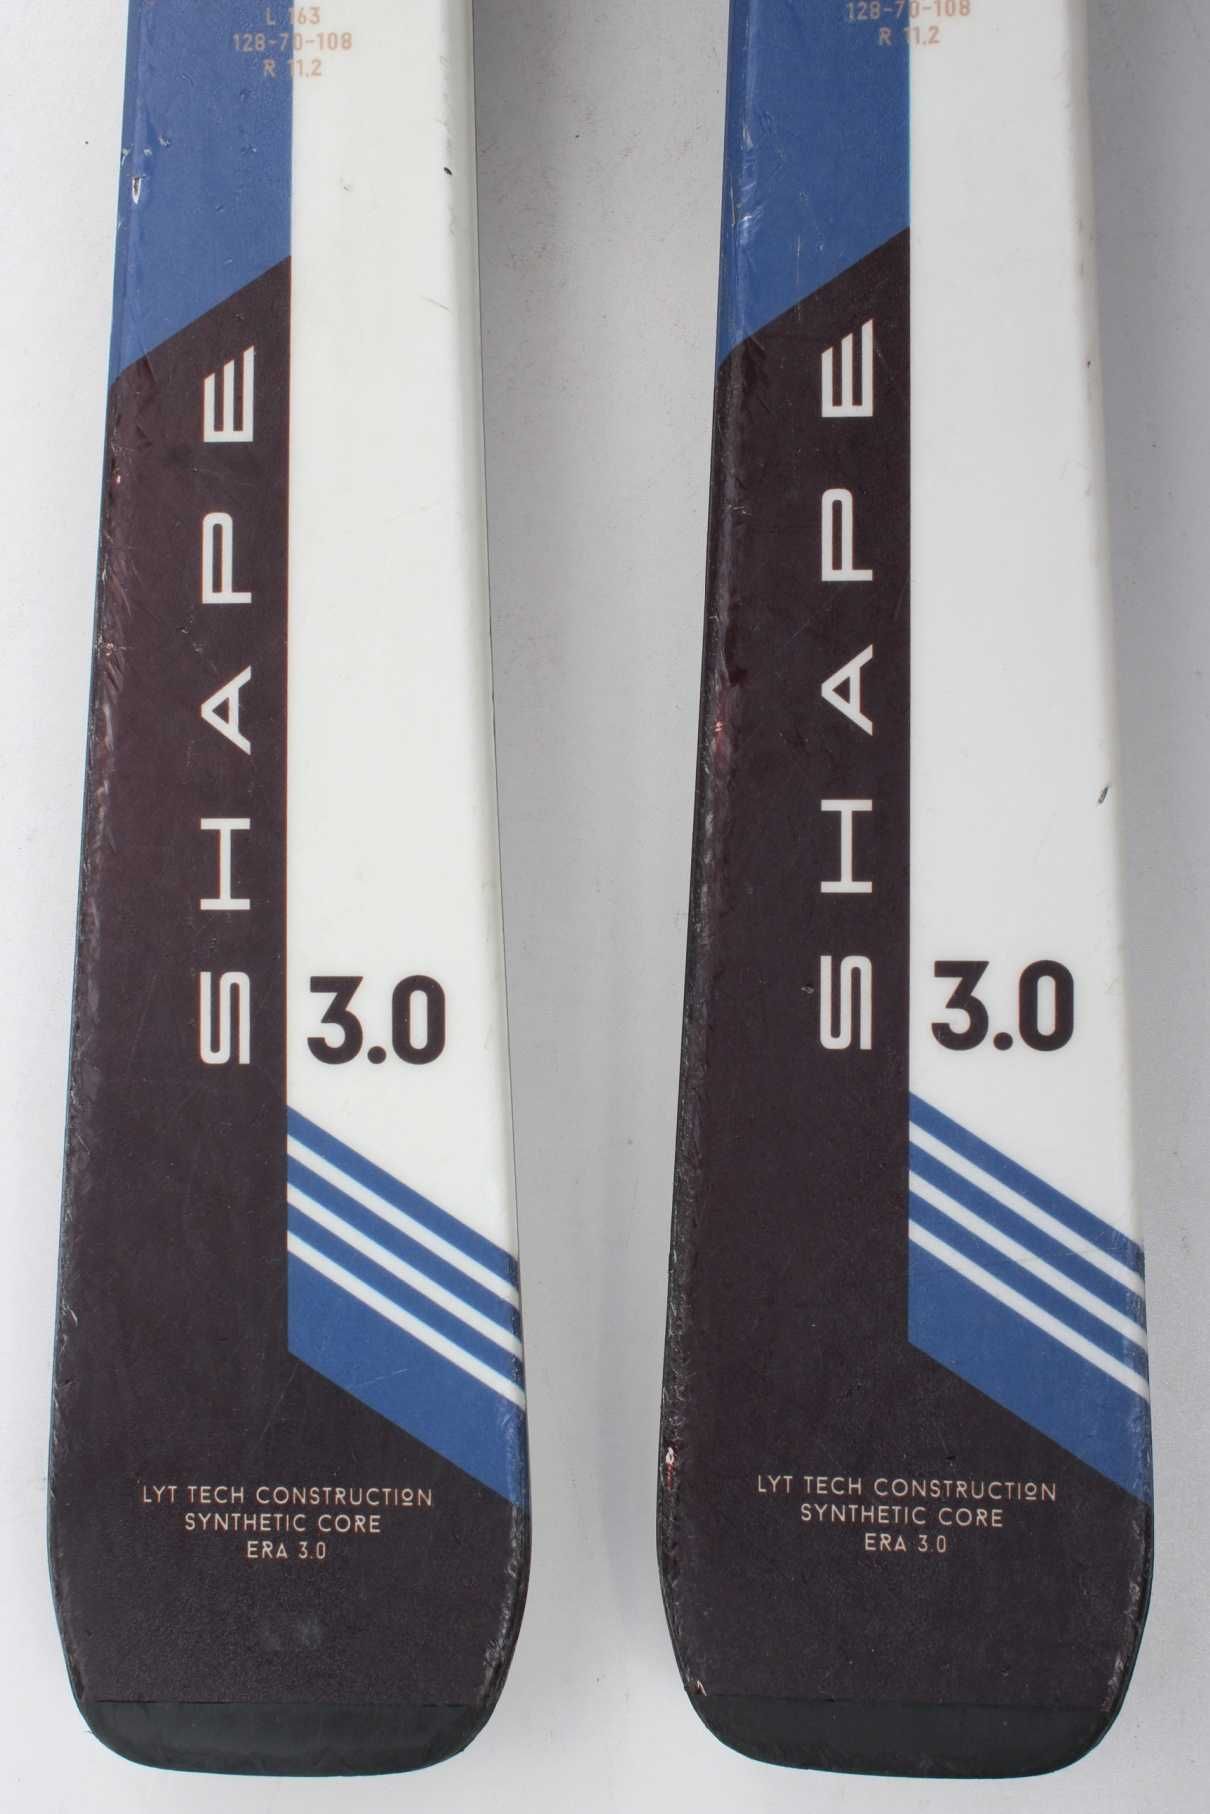 L 163
128-70-108
R 11.2
SHAPE
3.0
LYT TECH CONSTRUCTION
SYNTHETIC CORE
ERA 3.0
128-70-108
R 11.2
SHAPE
3.0
LYT TECH CONSTRUCTION
SYNTHETIC CORE
ERA 3.0